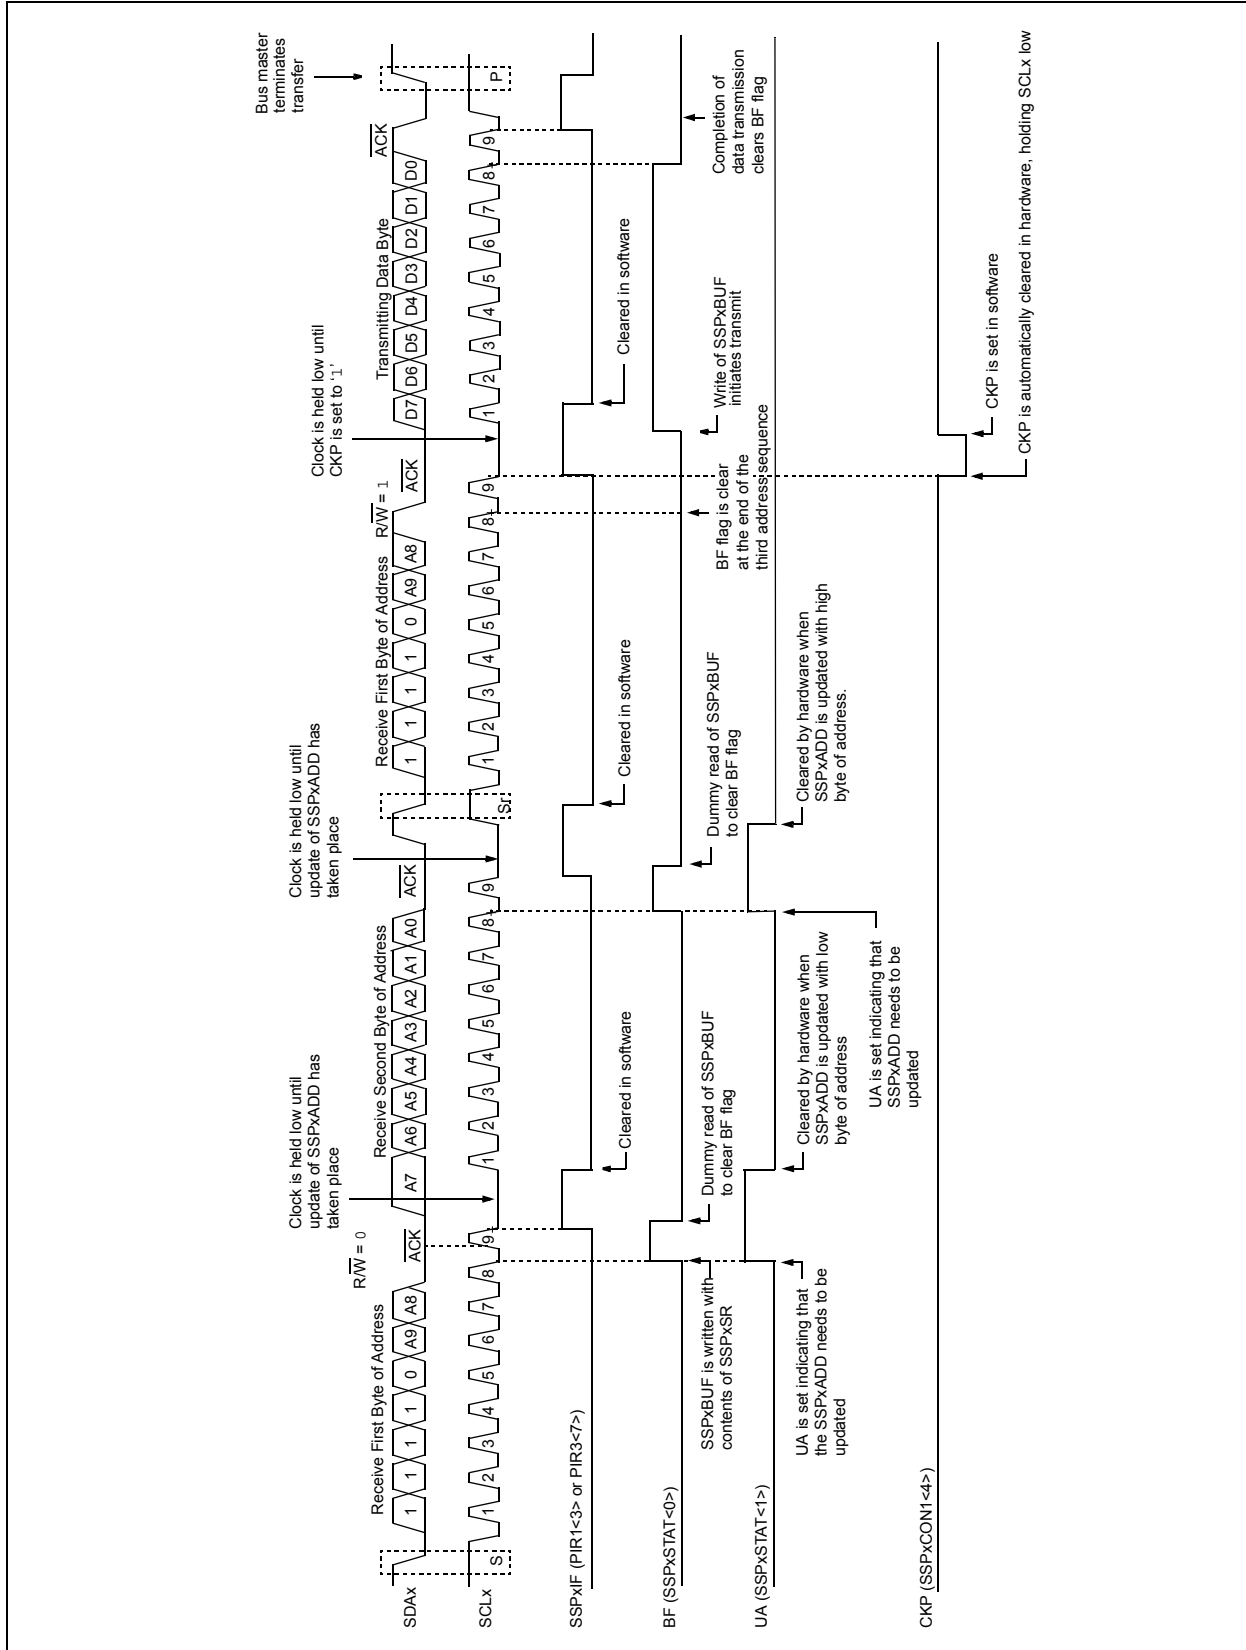 Bus master
terminates
transfer
Clock is held low until
CKP is set to ‘1’
Clock is held low until
update of SSPxADD has
taken place
Clock is held low until
update of SSPxADD has
taken place
R/W = 0
R/W = 1
Receive First Byte of Address
ACK
Receive Second Byte of Address
ACK
Receive First Byte of Address
ACK
Transmitting Data Byte
ACK
SDAx
1 1 1 1 0 A9 A8
A7 A6 A5 A4 A3 A2 A1 A0
1 1 1 1 0 A9 A8
D7 D6 D5 D4 D3 D2 D1 D0
SCLx
S
1 2 3 4 5 6 7 8 9
1 2 3 4 5 6 7 8 9
Sr
1 2 3 4 5 6 7 8 9
1 2 3 4 5 6 7 8 9
P
SSPxIF (PIR1<3> or PIR3<7>)
Cleared in software
Cleared in software
Cleared in software
BF (SSPxSTAT<0>)
SSPxBUF is written with
contents of SSPxSR
Dummy read of SSPxBUF
to clear BF flag
Dummy read of SSPxBUF
to clear BF flag
BF flag is clear
at the end of the
third address sequence
Write of SSPxBUF
initiates transmit
Completion of
data transmission
clears BF flag
UA (SSPxSTAT<1>)
UA is set indicating that
the SSPxADD needs to be
updated
Cleared by hardware when
SSPxADD is updated with low
byte of address
UA is set indicating that
SSPxADD needs to be
updated
Cleared by hardware when
SSPxADD is updated with high
byte of address.
CKP (SSPxCON1<4>)
CKP is set in software
CKP is automatically cleared in hardware, holding SCLx low